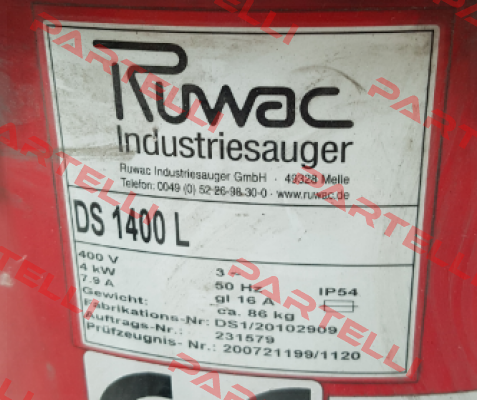 Ruwac
Industriesauger
Ruwac Industriesauger GmbH · 49328 Melle
Telefon: 0049 (0) 52-26-98-30-0 · www.ruwac.de
DS 1400 L
400 V 3 ~
4 kW 50 Hz IP54
7.9 A gl 16 A
Gewicht: ca. 86 kg
Fabrikations-Nr: DS1/20102909
Auftrags-Nr.: 231579
Prüfzeugnis- Nr.: 200721199/1120
PARTELLI
PARTELLI
PARTELLI
PARTELLI
PARTELLI